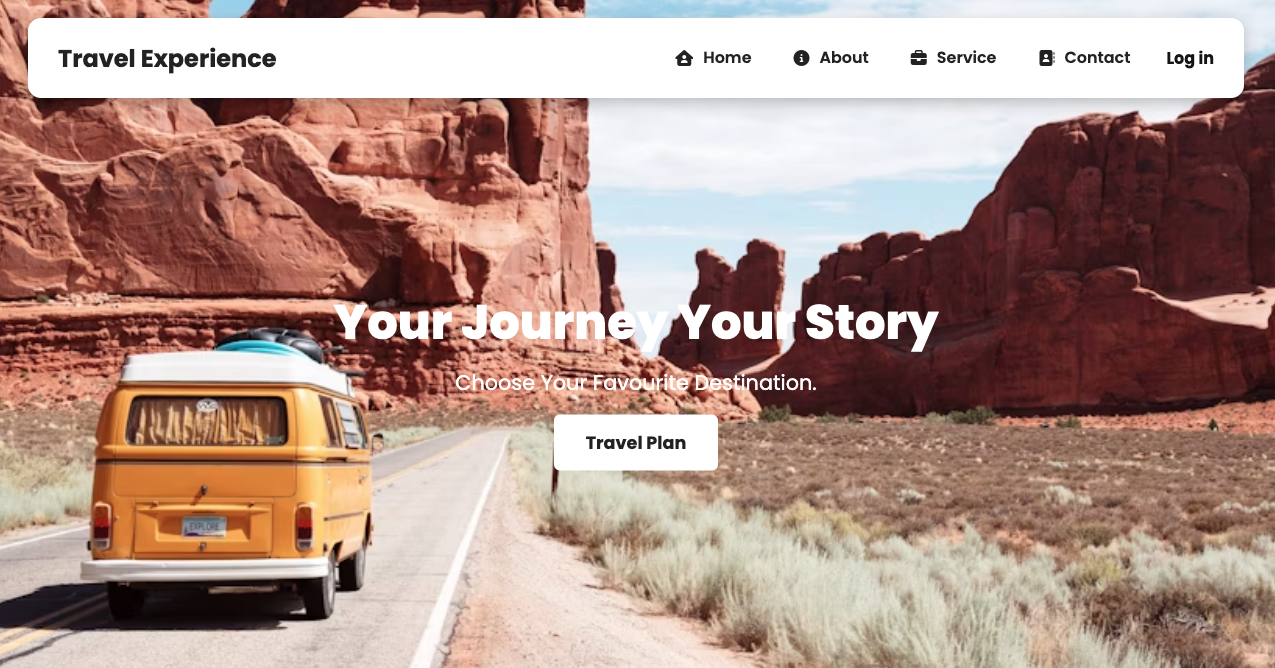 Travel Experience
Home
About
Service
Contact
Log in
Your Journey Your Story
Choose Your Favourite Destination.
Travel Plan
EXPLORE